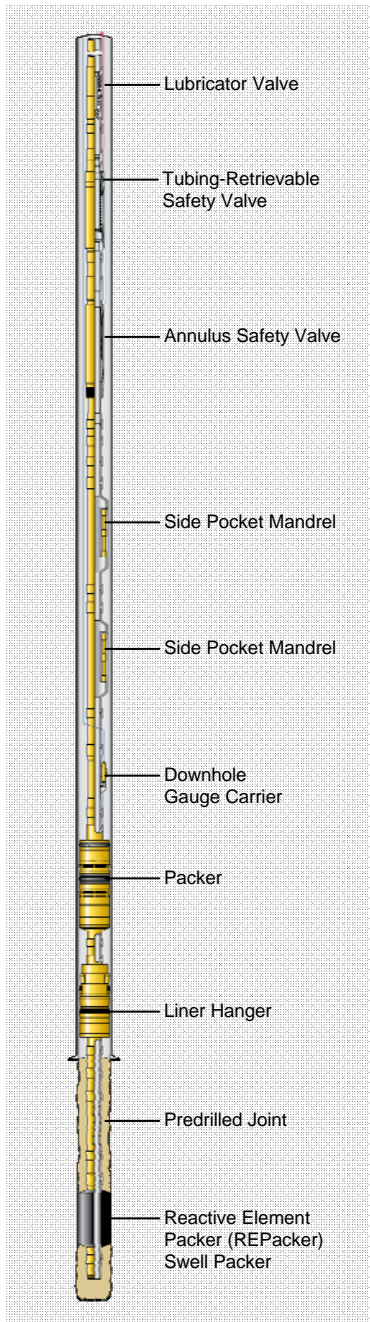 Lubricator Valve
Tubing-Retrievable
Safety Valve
Annulus Safety Valve
Side Pocket Mandrel
Side Pocket Mandrel
Downhole
Gauge Carrier
Packer
Liner Hanger
Predrilled Joint
Reactive Element
Packer (REPacker)
Swell Packer